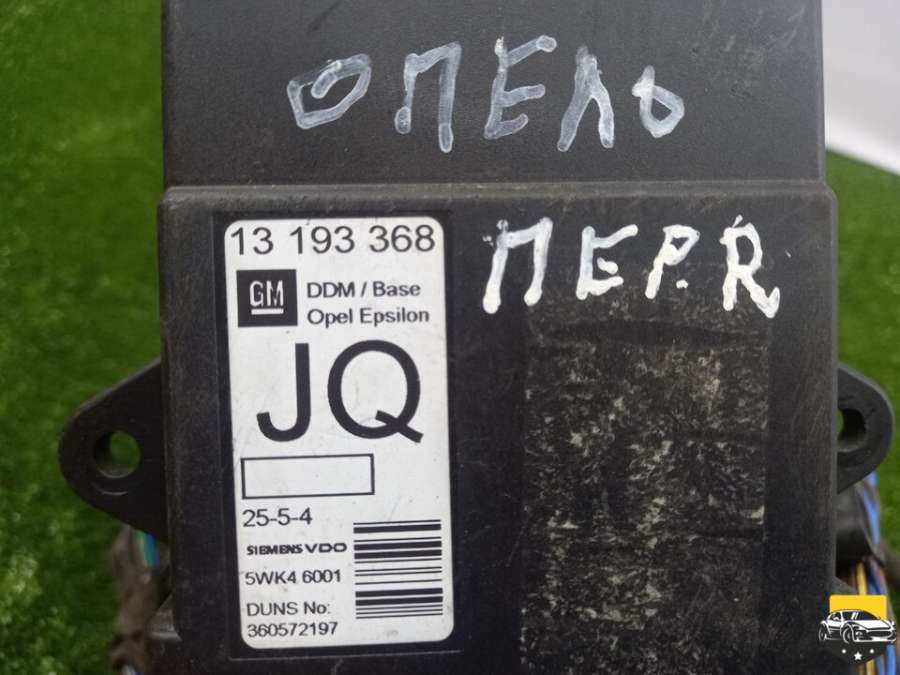 ОПЕЛЬ
ПЕР.R
13 193 368
GM
DDM / Base
Opel Epsilon
JQ
25-5-4
SIEMENS VDO
5WK4 6001
DUNS No:
360572197